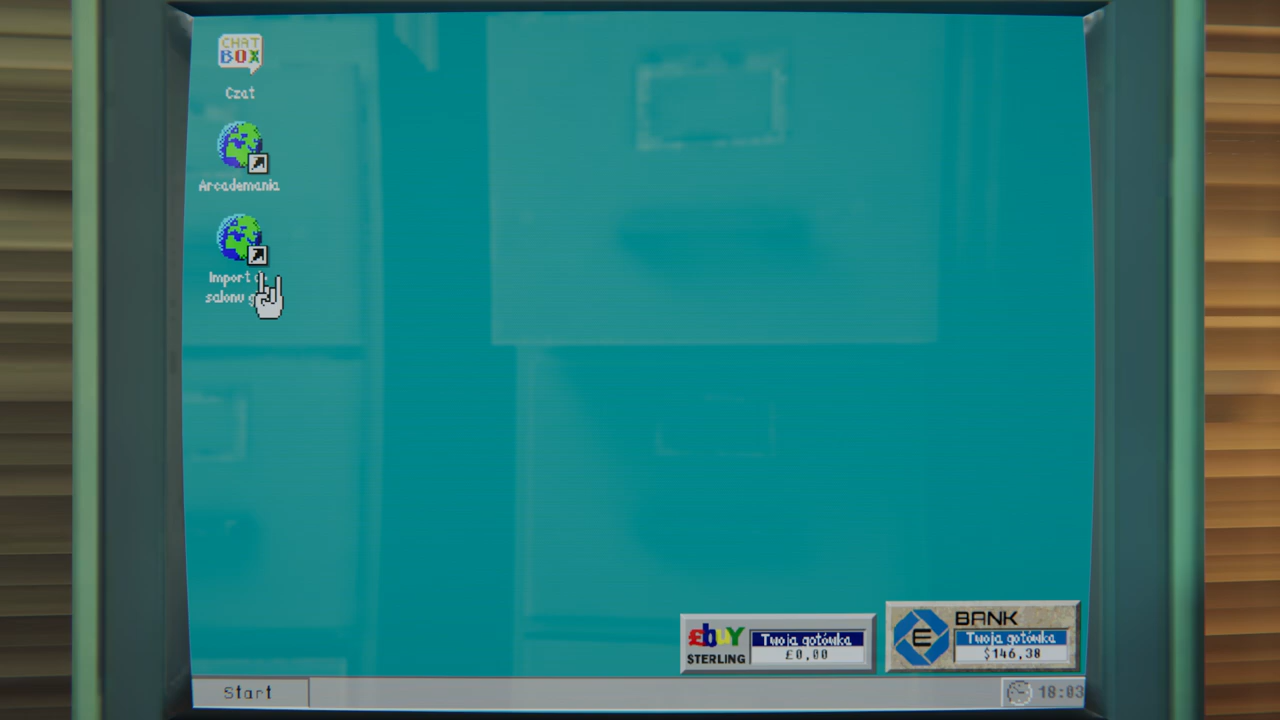 CHAT
BOX
Czat
Arcademania
Import
salonu
ebuy
STERLING
Twoja gotówka
£0,00
E
BANK
Twoja gotówka
$146,38
Start
18:03